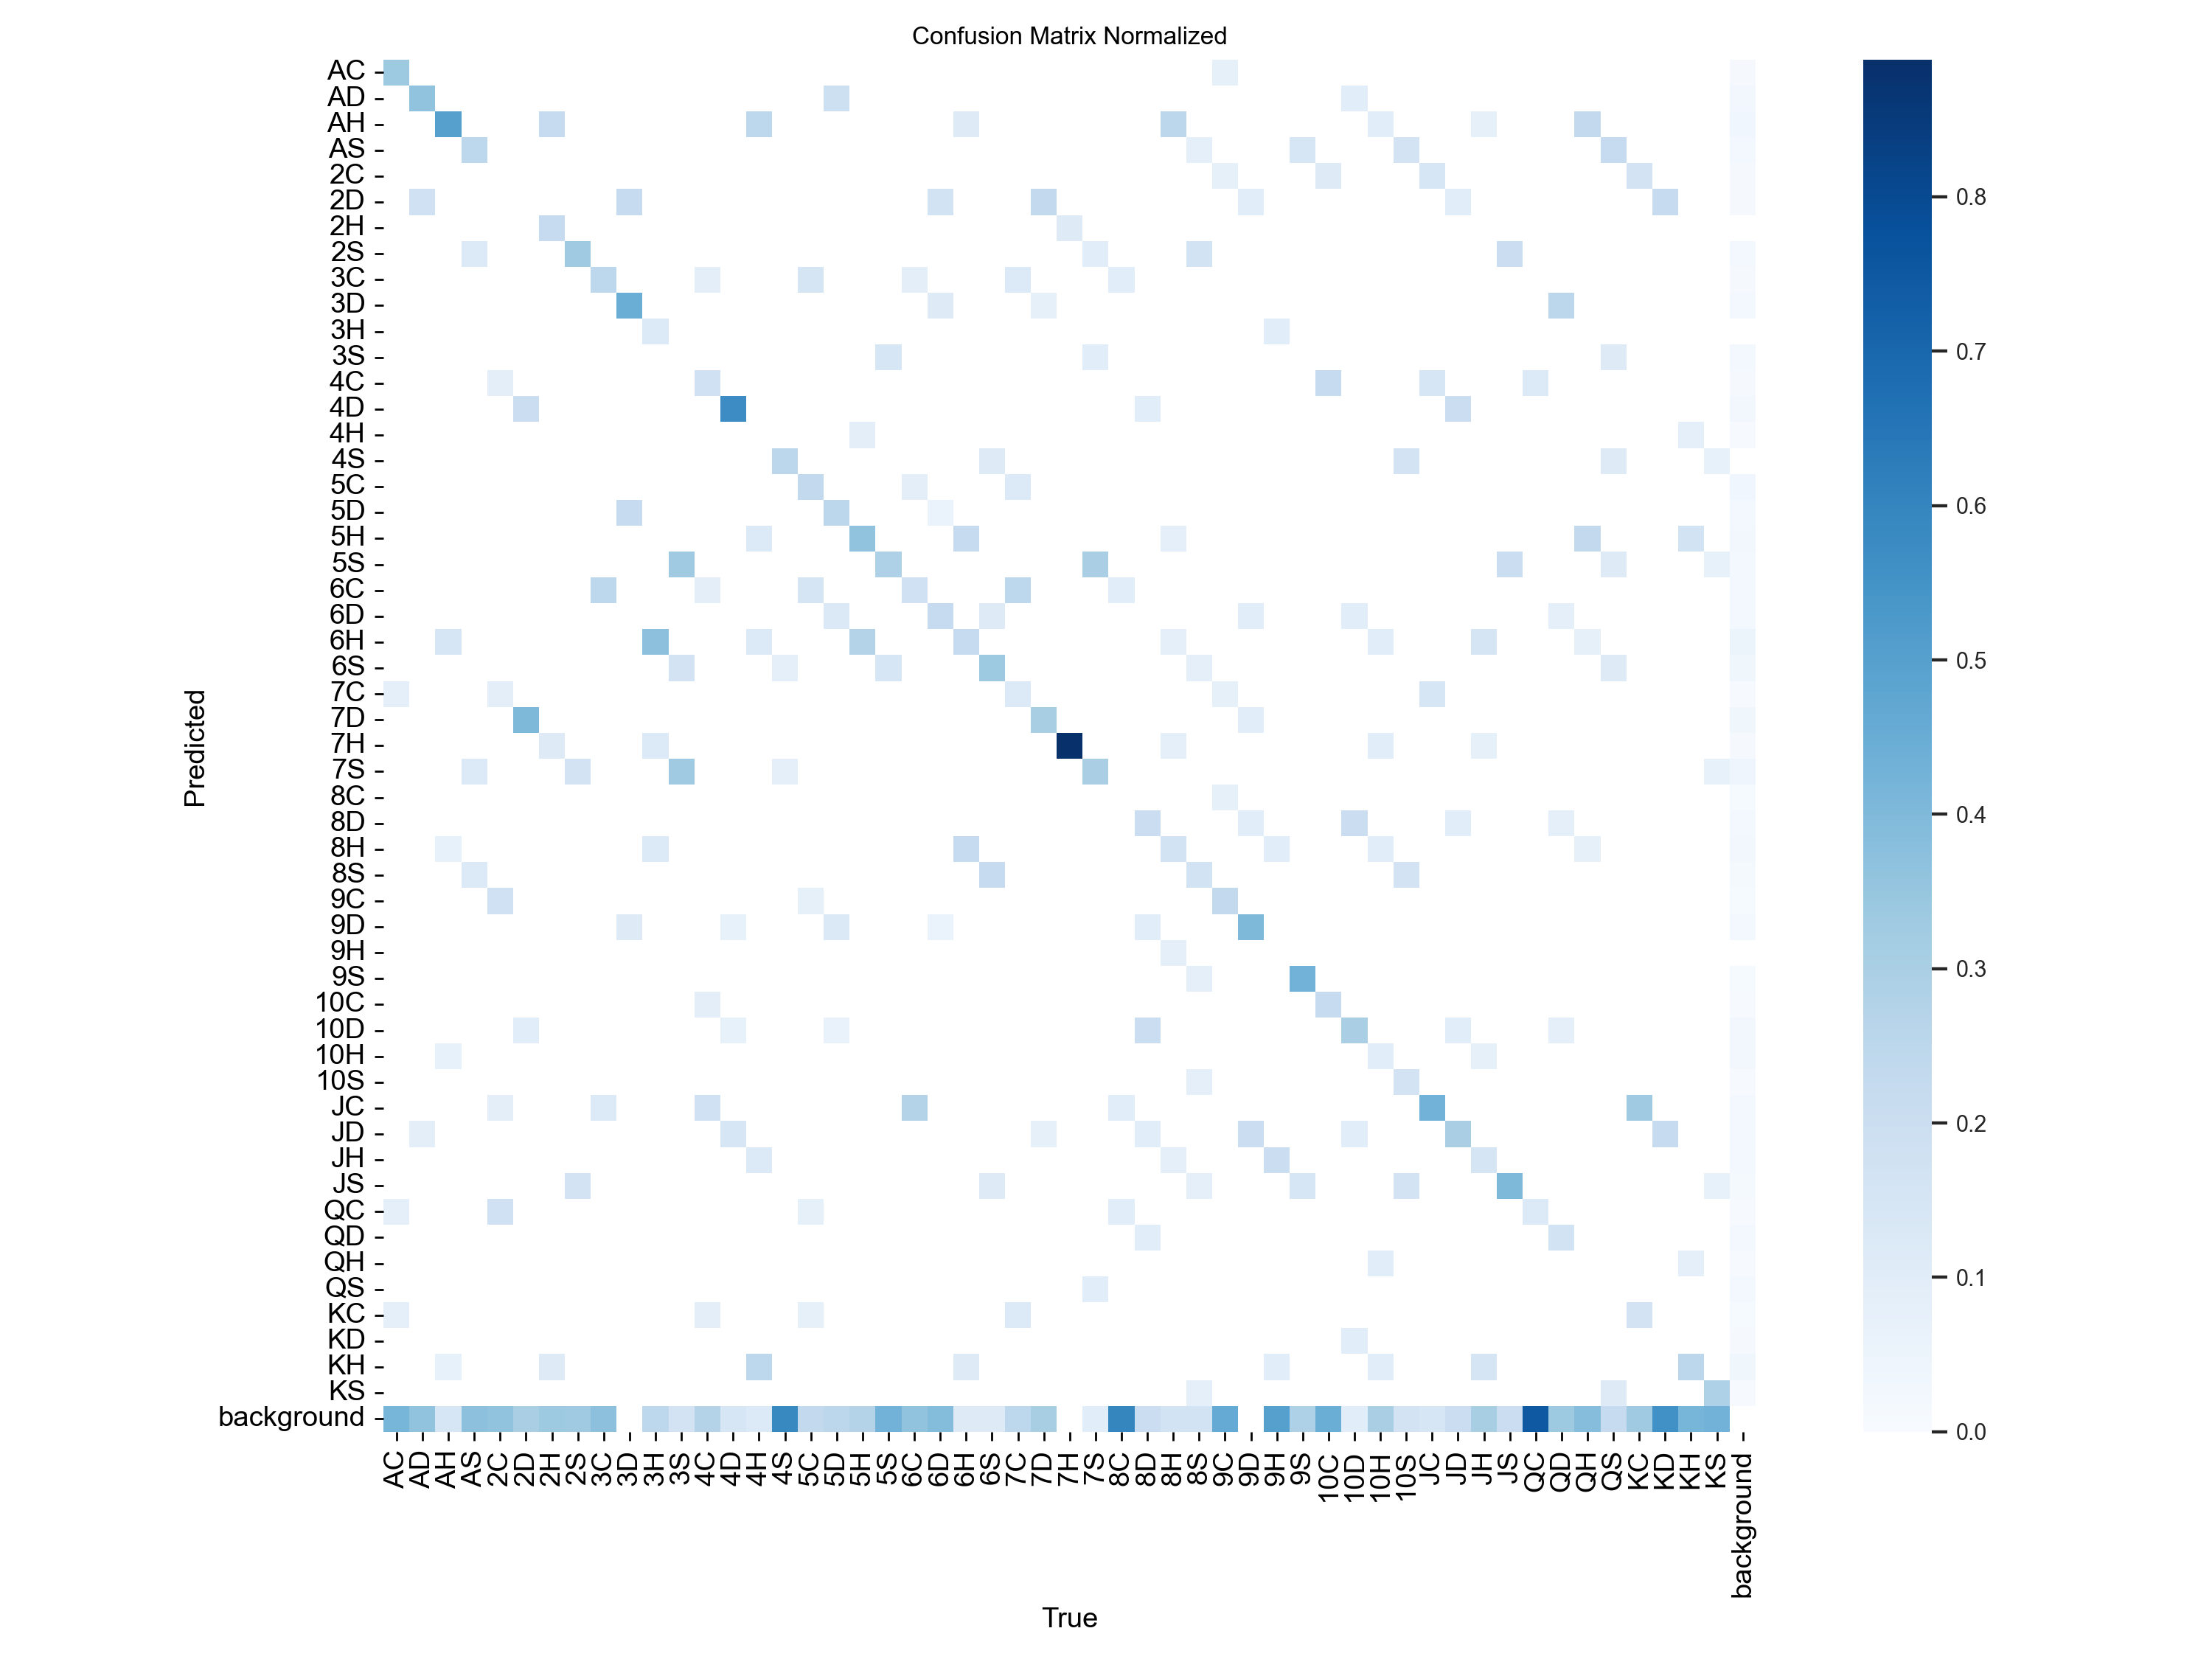 Confusion Matrix Normalized
AC
AD
AH
AS
2C
2D
2H
2S
3C
3D
3H
3S
4C
4D
4H
4S
5C
5D
5H
5S
6C
6D
6H
6S
7C
7D
7H
7S
8C
8D
8H
8S
9C
9D
9H
9S
10C
10D
10H
10S
JC
JD
JH
JS
QC
QD
QH
QS
KC
KD
KH
KS
background
Predicted
AC AD AH AS 2C 2D 2H 2S 3C 3D 3H 3S 4C 4D 4H 4S 5C 5D 5H 5S 6C 6D 6H 6S 7C 7D 7H 7S 8C 8D 8H 8S 9C 9D 9H 9S 10C 10D 10H 10S JC JD JH JS QC QD QH QS KC KD KH KS background
True
0.8
0.7
0.6
0.5
0.4
0.3
0.2
0.1
0.0